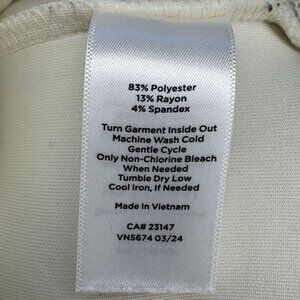 83% Polyester
13% Rayon
4% Spandex
Turn Garment Inside Out
Machine Wash Cold
Gentle Cycle
Only Non-Chlorine Bleach
When Needed
Tumble Dry Low
Cool Iron, If Needed
Made In Vietnam
CA# 23147
VN5674 03/24